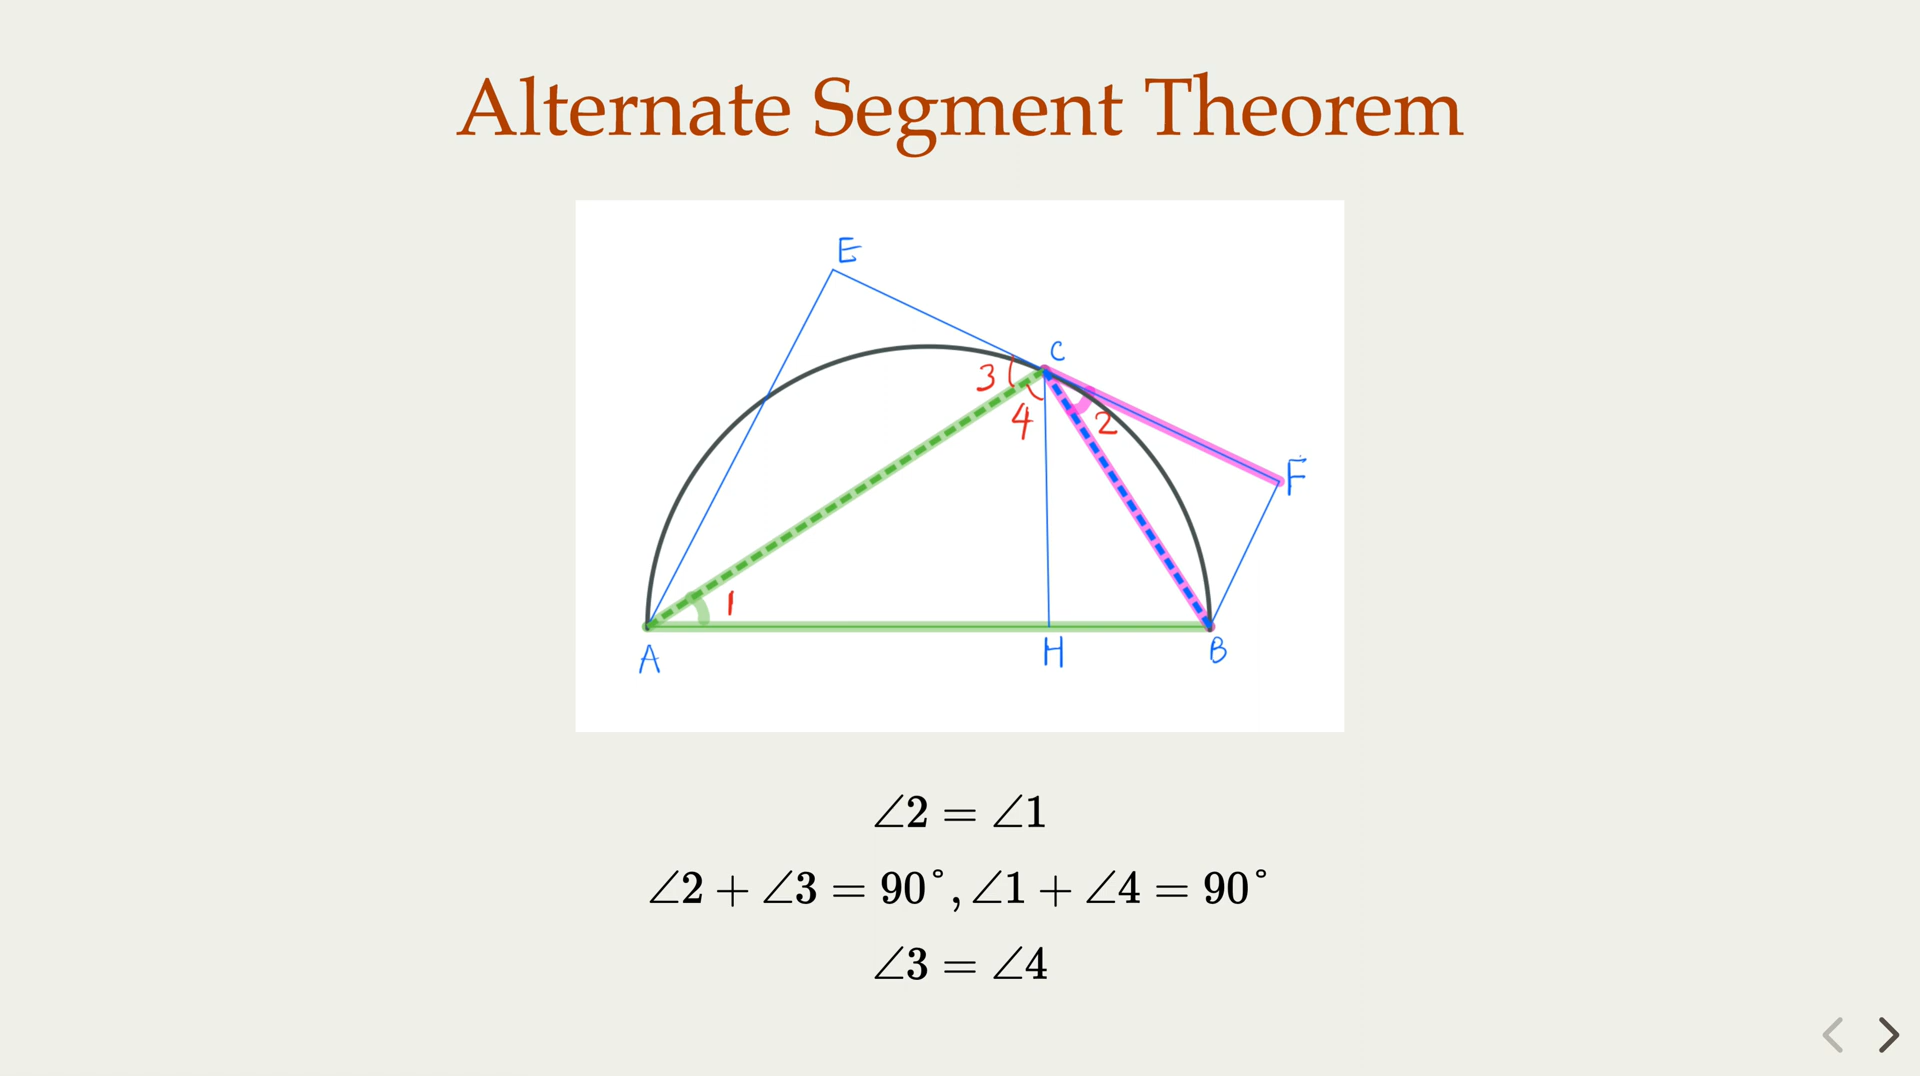 Alternate Segment Theorem
E
C
3
4
2
F
1
A
H
B
∠2 = ∠1
∠2 + ∠3 = 90°, ∠1 + ∠4 = 90°
∠3 = ∠4